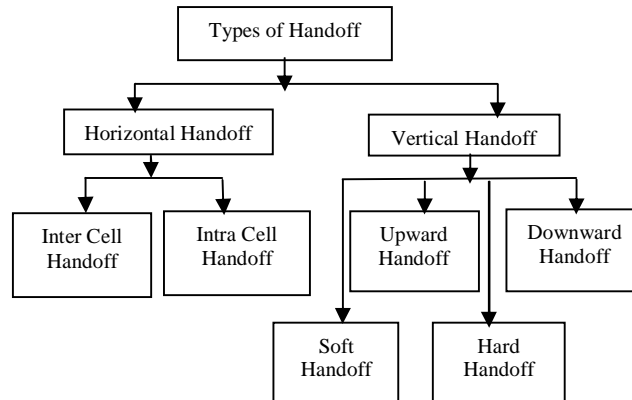 Types of Handoff
Horizontal Handoff
Vertical Handoff
Inter Cell
Handoff
Intra Cell
Handoff
Upward
Handoff
Downward
Handoff
Soft
Handoff
Hard
Handoff